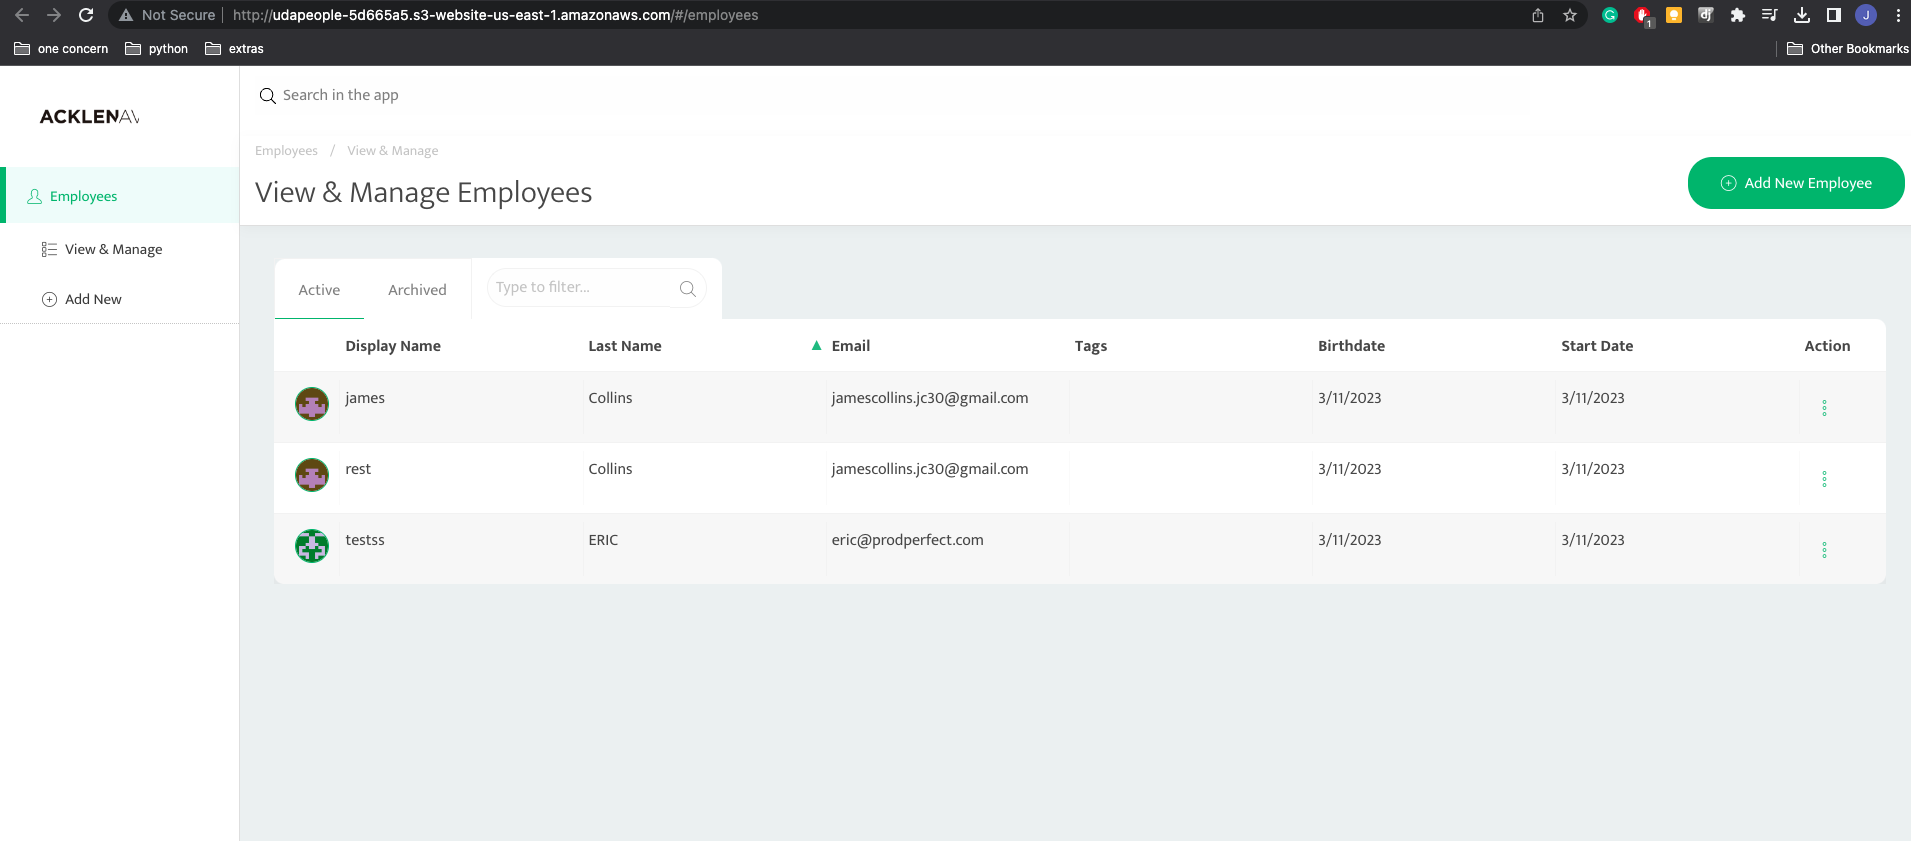 Not Secure
http://udapeople-5d665a5.s3-website-us-east-1.amazonaws.com/#/employees
1
dj
J
one concern
python
extras
Other Bookmarks
ACKLENAV
Search in the app
Employees / View & Manage
View & Manage Employees
Add New Employee
Employees
View & Manage
Add New
Active Archived Type to filter...
Display Name Last Name ▲ Email Tags Birthdate Start Date Action
james Collins jamescollins.jc30@gmail.com 3/11/2023 3/11/2023
rest Collins jamescollins.jc30@gmail.com 3/11/2023 3/11/2023
testss ERIC eric@prodperfect.com 3/11/2023 3/11/2023